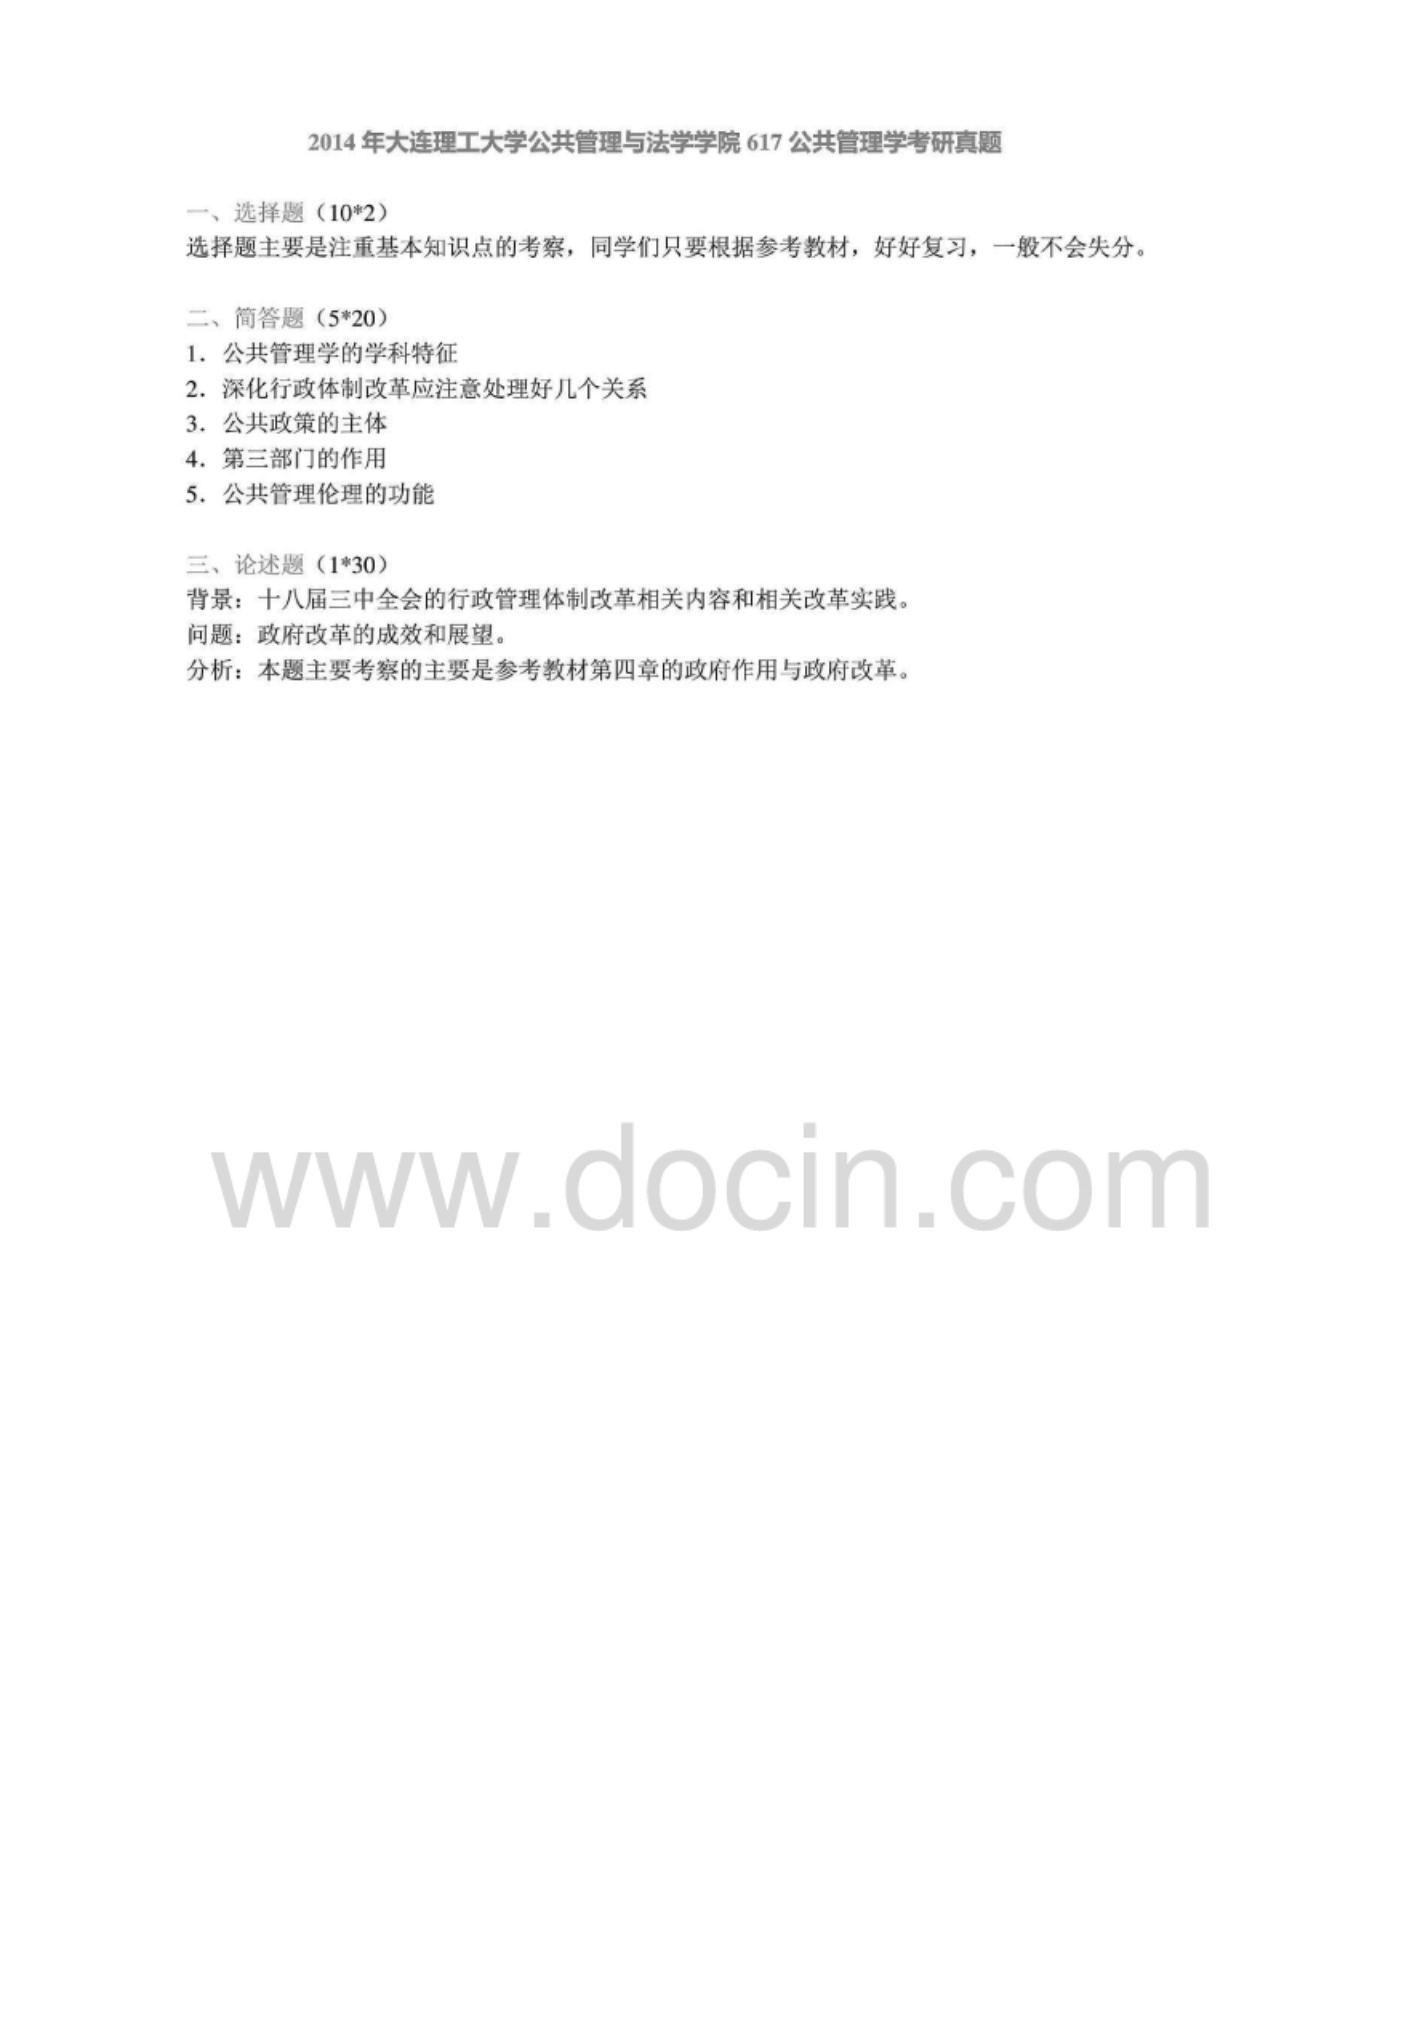 2014 年大连理工大学公共管理与法学学院 617 公共管理学考研真题
一、选择题（10*2）
选择题主要是注重基本知识点的考察，同学们只要根据参考教材，好好复习，一般不会失分。
二、简答题（5*20）
1．公共管理学的学科特征
2．深化行政体制改革应注意处理好几个关系
3．公共政策的主体
4．第三部门的作用
5．公共管理伦理的功能
三、论述题（1*30）
背景：十八届三中全会的行政管理体制改革相关内容和相关改革实践。
问题：政府改革的成效和展望。
分析：本题主要考察的主要是参考教材第四章的政府作用与政府改革。
www.docin.com